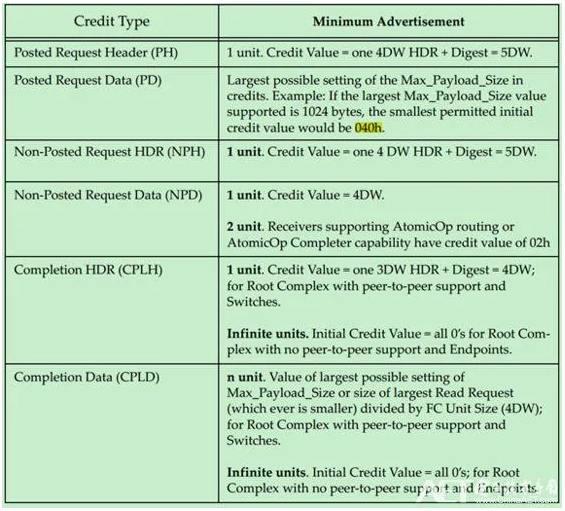 Credit Type Minimum Advertisement
Posted Request Header (PH) 1 unit. Credit Value = one 4DW HDR + Digest = 5DW.
Posted Request Data (PD) Largest possible setting of the Max_Payload_Size in
credits. Example: If the largest Max_Payload_Size value
supported is 1024 bytes, the smallest permitted initial
credit value would be 040h.
Non-Posted Request HDR (NPH) 1 unit. Credit Value = one 4 DW HDR + Digest = 5DW.
Non-Posted Request Data (NPD) 1 unit. Credit Value = 4DW.
2 unit. Receivers supporting AtomicOp routing or
AtomicOp Completer capability have credit value of 02h
Completion HDR (CPLH) 1 unit. Credit Value = one 3DW HDR + Digest = 4DW;
for Root Complex with peer-to-peer support and
Switches.
Infinite units. Initial Credit Value = all 0's for Root Com-
plex with no peer-to-peer support and Endpoints.
Completion Data (CPLD) n unit. Value of largest possible setting of
Max_Payload_Size or size of largest Read Request
(which ever is smaller) divided by FC Unit Size (4DW);
for Root Complex with peer-to-peer support and
Switches.
Infinite units. Initial Credit Value = all 0's; for Root
Complex with no peer-to-peer support and Endpoints